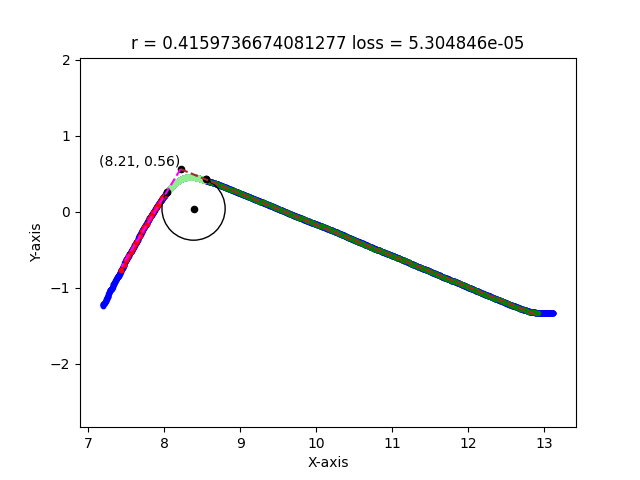 r = 0.4159736674081277 loss = 5.304846e-05
2
1
(8.21, 0.56)
0
Y-axis
−1
−2
7 8 9 10 11 12 13
X-axis